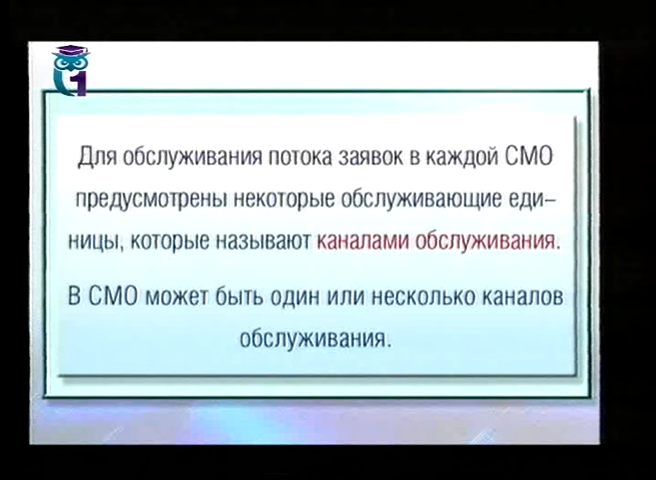 1
Для обслуживания потока заявок в каждой СМО
предусмотрены некоторые обслуживающие еди–
ницы, которые называют каналами обслуживания.
В СМО может быть один или несколько каналов
обслуживания.